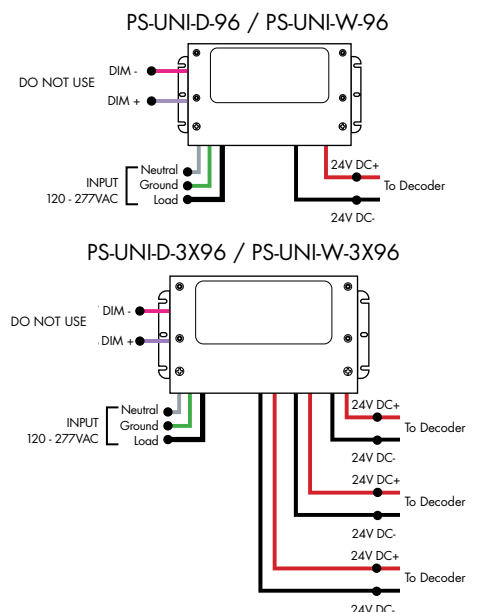 PS-UNI-D-96 / PS-UNI-W-96
DO NOT USE
DIM -
DIM +
INPUT
120 - 277VAC
Neutral
Ground
Load
24V DC+
To Decoder
24V DC-
PS-UNI-D-3X96 / PS-UNI-W-3X96
DO NOT USE
DIM -
DIM +
INPUT
120 - 277VAC
Neutral
Ground
Load
24V DC+
To Decoder
24V DC-
24V DC+
To Decoder
24V DC-
24V DC+
To Decoder
24V DC-